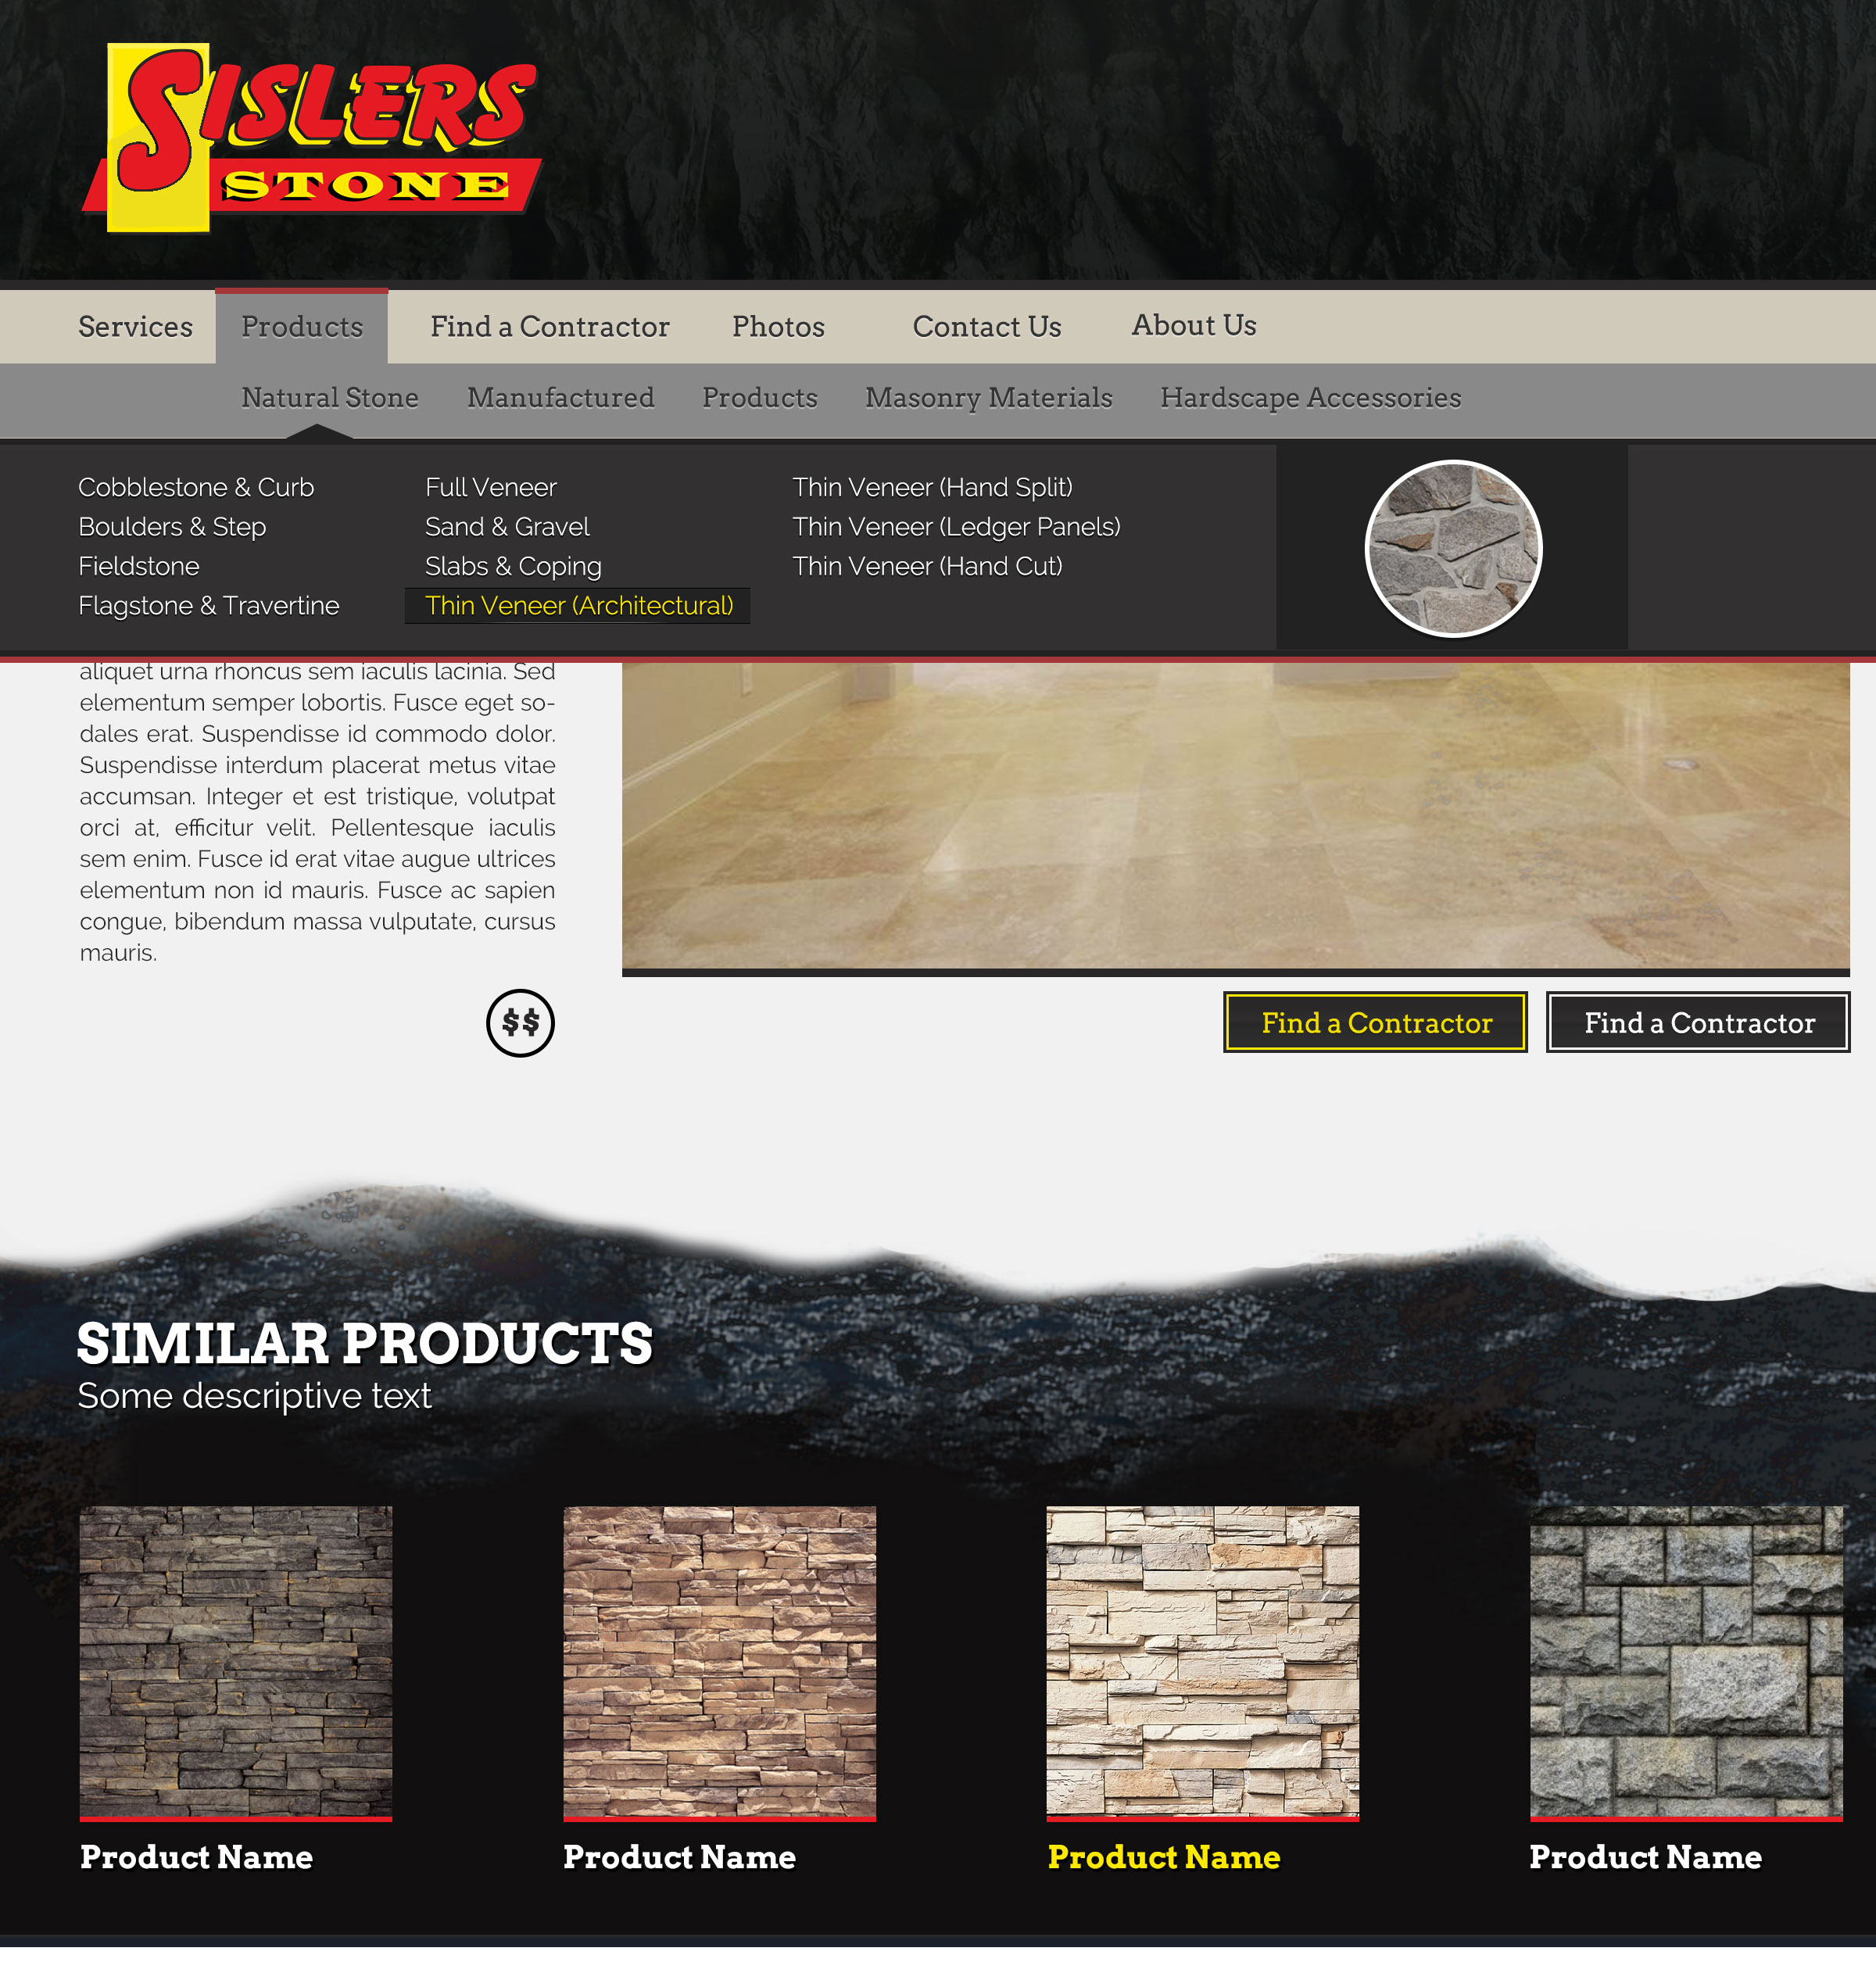 SISLERS
STONE
Services Products Find a Contractor Photos Contact Us About Us
Natural Stone Manufactured Products Masonry Materials Hardscape Accessories
Cobblestone & Curb
Boulders & Step
Fieldstone
Flagstone & Travertine
Full Veneer
Sand & Gravel
Slabs & Coping
Thin Veneer (Architectural)
Thin Veneer (Hand Split)
Thin Veneer (Ledger Panels)
Thin Veneer (Hand Cut)
aliquet urna rhoncus sem iaculis lacinia. Sed
elementum semper lobortis. Fusce eget so-
dales erat. Suspendisse id commodo dolor.
Suspendisse interdum placerat metus vitae
accumsan. Integer et est tristique, volutpat
orci at, efficitur velit. Pellentesque iaculis
sem enim. Fusce id erat vitae augue ultrices
elementum non id mauris. Fusce ac sapien
congue, bibendum massa vulputate, cursus
mauris.
$$
Find a Contractor
Find a Contractor
SIMILAR PRODUCTS
Some descriptive text
Product Name
Product Name
Product Name
Product Name